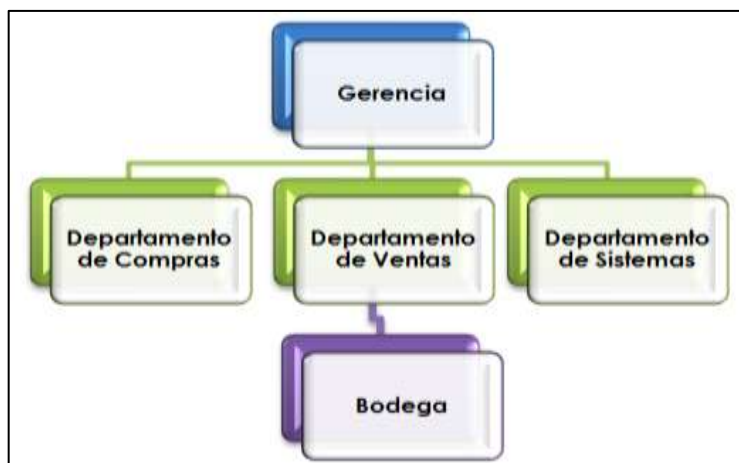 Gerencia
Departamento
de Compras
Departamento
de Ventas
Departamento
de Sistemas
Bodega